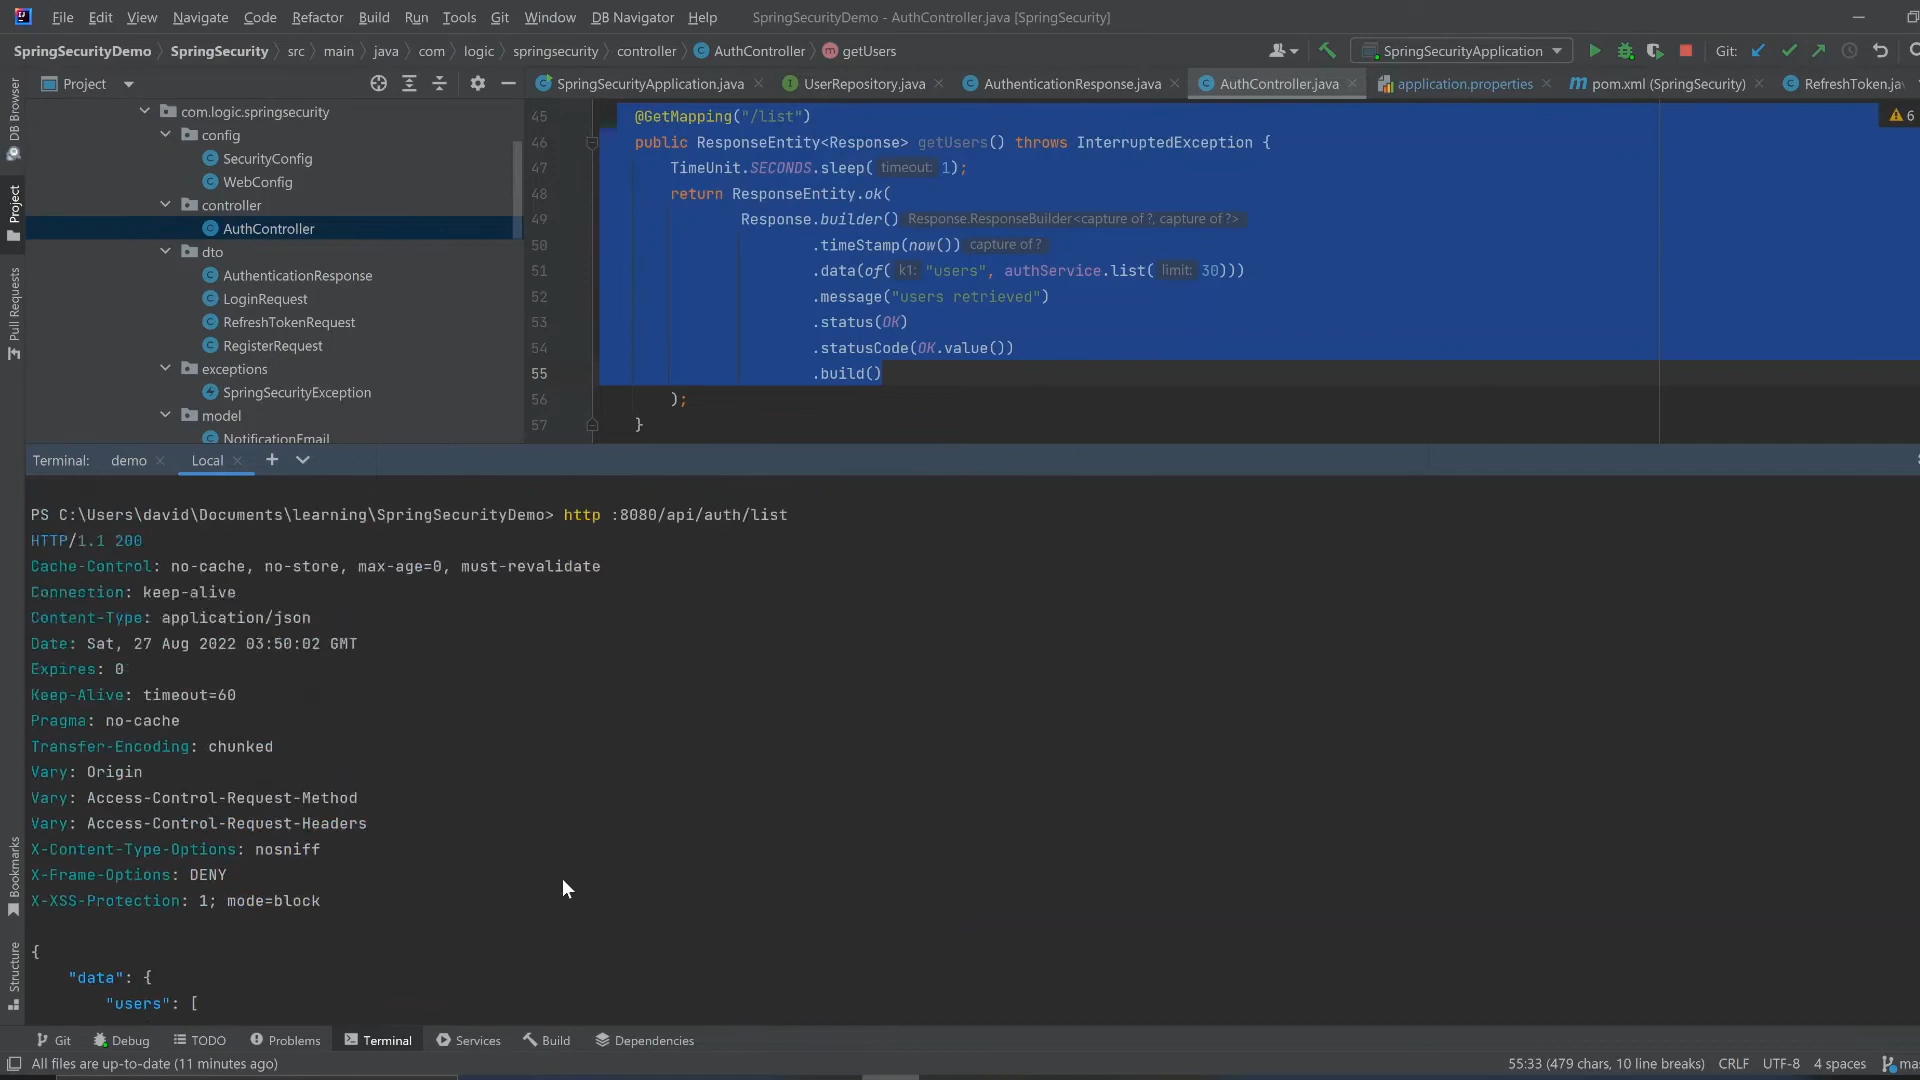 File Edit View Navigate Code Refactor Build Run Tools Git Window DB Navigator Help SpringSecurityDemo - AuthController.java [SpringSecurity]
SpringSecurityDemo SpringSecurity src main java com logic springsecurity controller AuthController getUsers SpringSecurityApplication Git:
Project SpringSecurityApplication.java UserRepository.java AuthenticationResponse.java AuthController.java application.properties pom.xml (SpringSecurity) RefreshToken.ja
DB Browser
Project
Pull Requests
Bookmarks
Structure
com.logic.springsecurity
config
SecurityConfig
WebConfig
controller
AuthController
dto
AuthenticationResponse
LoginRequest
RefreshTokenRequest
RegisterRequest
exceptions
SpringSecurityException
model
NotificationEmail
6
45 @GetMapping("/list")
46 public ResponseEntity<Response> getUsers() throws InterruptedException {
47 TimeUnit.SECONDS.sleep( timeout: 1);
48 return ResponseEntity.ok(
49 Response.builder() Response.ResponseBuilder<capture of ?, capture of ?>
50 .timeStamp(now()) capture of ?
51 .data(of( k1: "users", authService.list( limit: 30)))
52 .message("users retrieved")
53 .status(OK)
54 .statusCode(OK.value())
55 .build()
56 );
57 }
Terminal: demo Local
PS C:\Users\david\Documents\learning\SpringSecurityDemo> http :8080/api/auth/list
HTTP/1.1 200
Cache-Control: no-cache, no-store, max-age=0, must-revalidate
Connection: keep-alive
Content-Type: application/json
Date: Sat, 27 Aug 2022 03:50:02 GMT
Expires: 0
Keep-Alive: timeout=60
Pragma: no-cache
Transfer-Encoding: chunked
Vary: Origin
Vary: Access-Control-Request-Method
Vary: Access-Control-Request-Headers
X-Content-Type-Options: nosniff
X-Frame-Options: DENY
X-XSS-Protection: 1; mode=block
{
"data": {
"users": [
Git Debug TODO Problems Terminal Services Build Dependencies
All files are up-to-date (11 minutes ago) 55:33 (479 chars, 10 line breaks) CRLF UTF-8 4 spaces mas